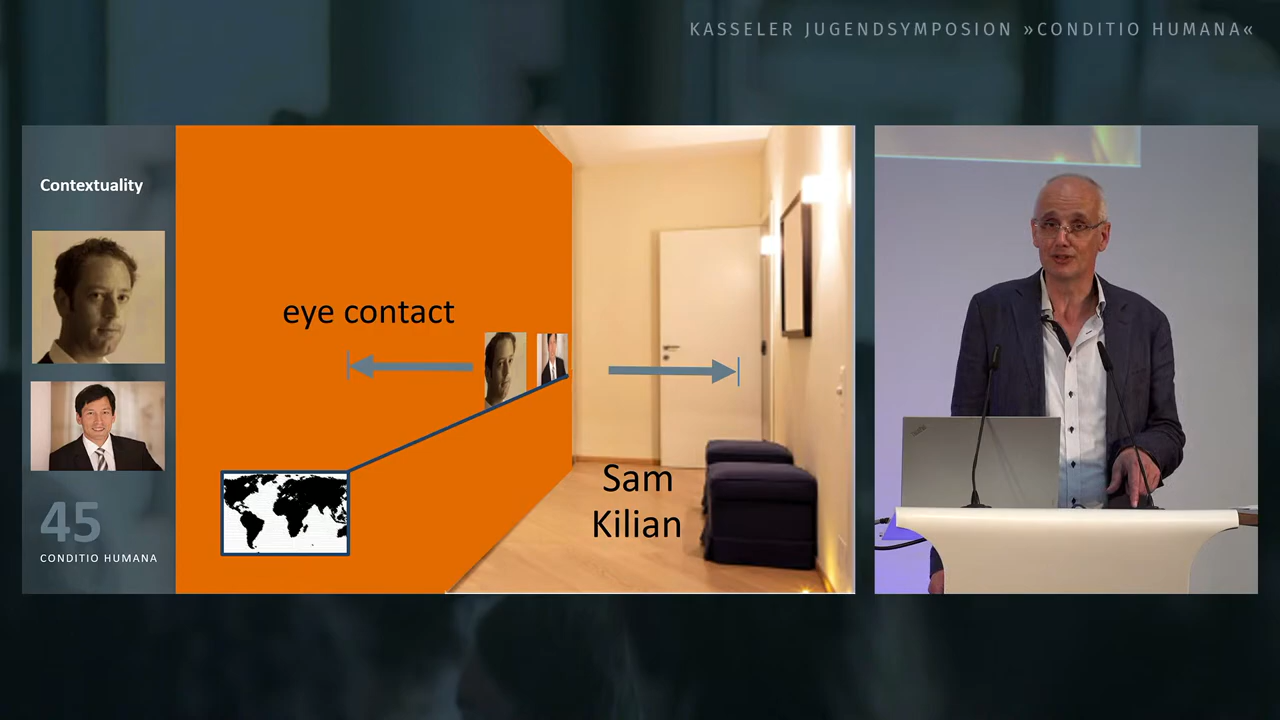 KASSELER JUGENDSYMPOSION »CONDITIO HUMANA«
Contextuality
45
CONDITIO HUMANA
eye contact
Sam
Kilian